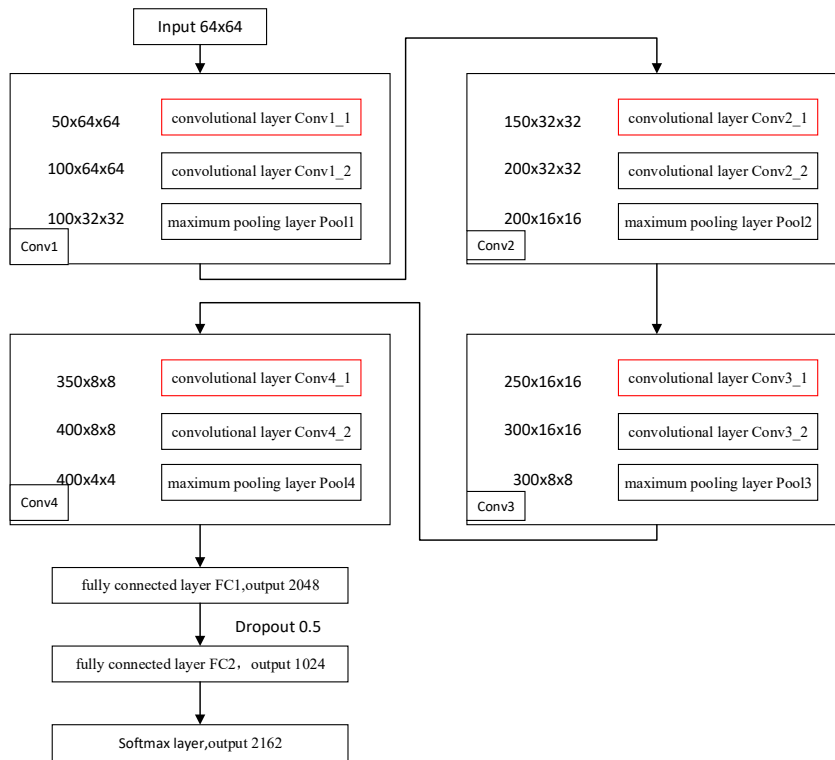 Input 64x64
50x64x64 convolutional layer Conv1_1
100x64x64 convolutional layer Conv1_2
100x32x32 maximum pooling layer Pool1
Conv1
150x32x32 convolutional layer Conv2_1
200x32x32 convolutional layer Conv2_2
200x16x16 maximum pooling layer Pool2
Conv2
250x16x16 convolutional layer Conv3_1
300x16x16 convolutional layer Conv3_2
300x8x8 maximum pooling layer Pool3
Conv3
350x8x8 convolutional layer Conv4_1
400x8x8 convolutional layer Conv4_2
400x4x4 maximum pooling layer Pool4
Conv4
fully connected layer FC1,output 2048
Dropout 0.5
fully connected layer FC2，output 1024
Softmax layer,output 2162